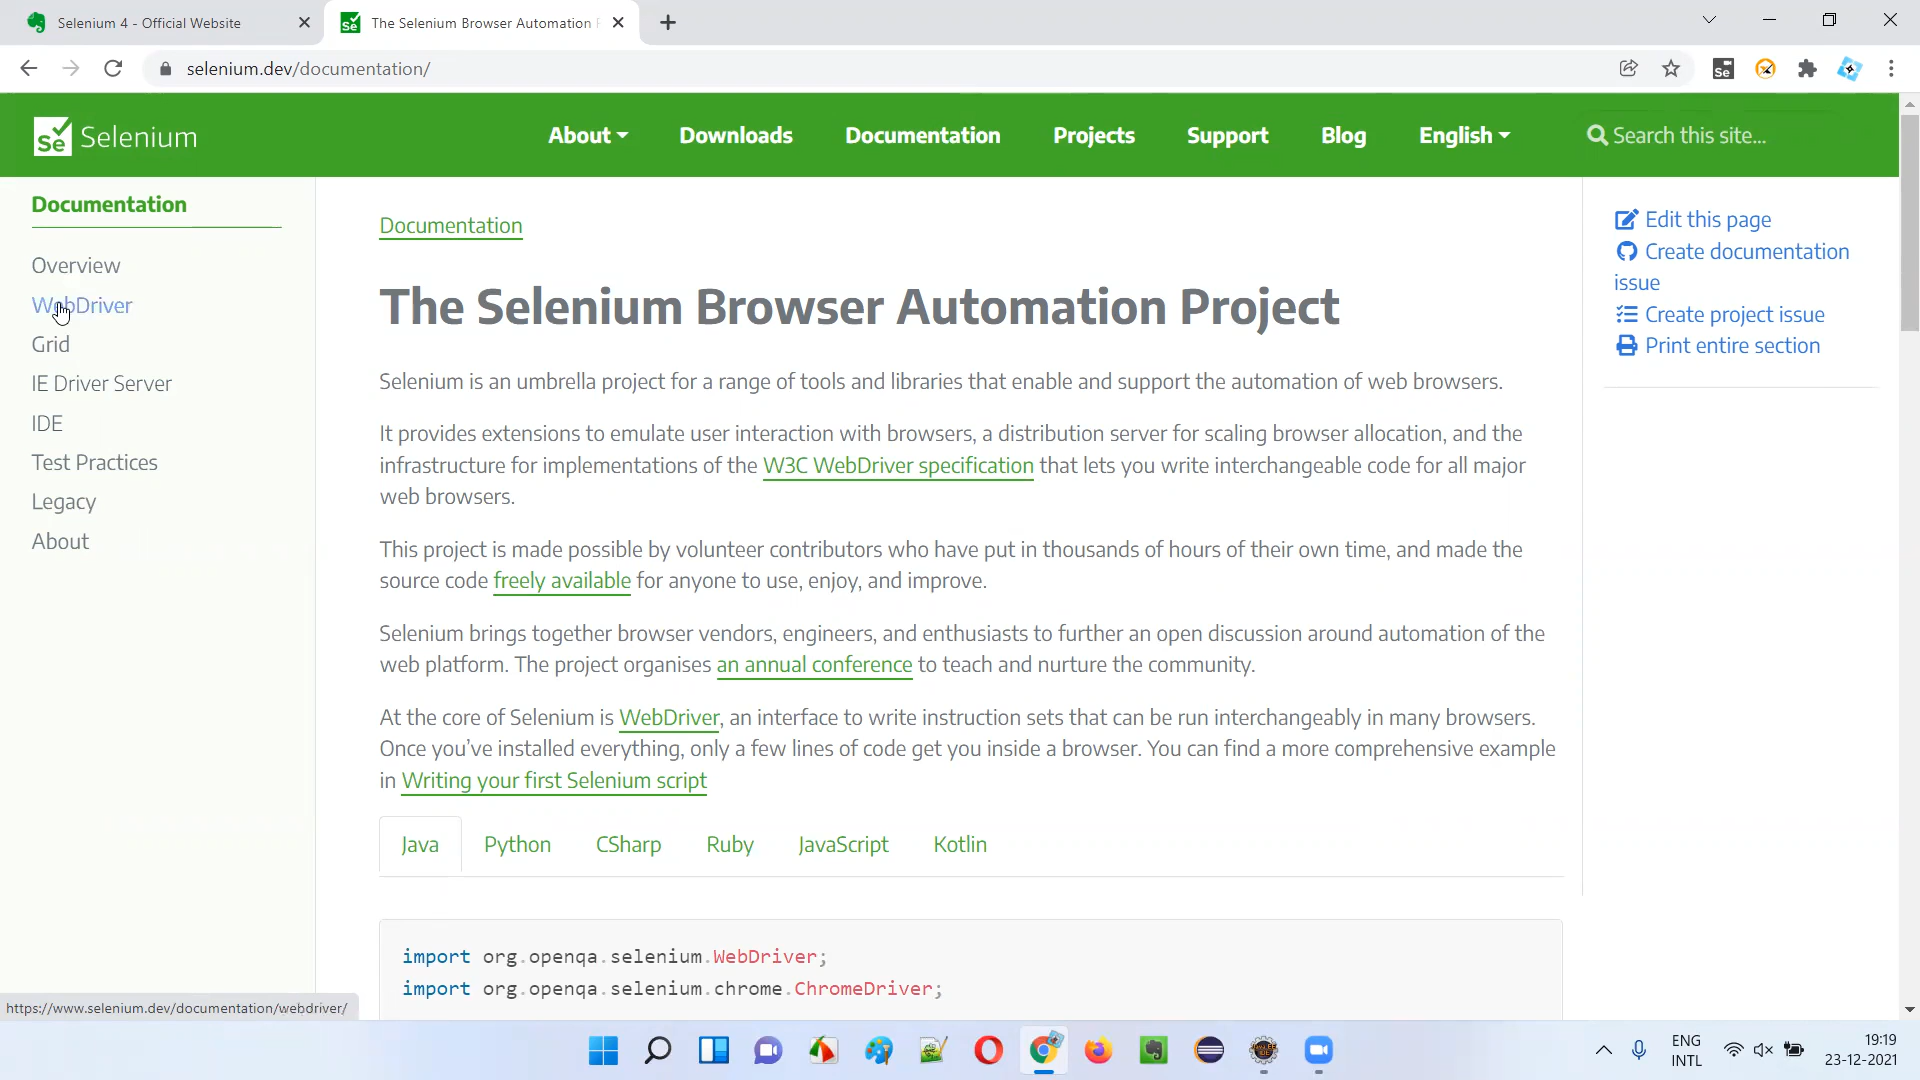 Selenium 4 - Official Website
The Selenium Browser Automation P
selenium.dev/documentation/
Selenium
About
Downloads
Documentation
Projects
Support
Blog
English
Search this site...
Documentation
Overview
WebDriver
Grid
IE Driver Server
IDE
Test Practices
Legacy
About
Documentation
The Selenium Browser Automation Project
Selenium is an umbrella project for a range of tools and libraries that enable and support the automation of web browsers.
It provides extensions to emulate user interaction with browsers, a distribution server for scaling browser allocation, and the
infrastructure for implementations of the W3C WebDriver specification that lets you write interchangeable code for all major
web browsers.
This project is made possible by volunteer contributors who have put in thousands of hours of their own time, and made the
source code freely available for anyone to use, enjoy, and improve.
Selenium brings together browser vendors, engineers, and enthusiasts to further an open discussion around automation of the
web platform. The project organises an annual conference to teach and nurture the community.
At the core of Selenium is WebDriver, an interface to write instruction sets that can be run interchangeably in many browsers.
Once you've installed everything, only a few lines of code get you inside a browser. You can find a more comprehensive example
in Writing your first Selenium script
Java
Python
CSharp
Ruby
JavaScript
Kotlin
import org.openqa.selenium.WebDriver;
import org.openqa.selenium.chrome.ChromeDriver;
Edit this page
Create documentation
issue
Create project issue
Print entire section
https://www.selenium.dev/documentation/webdriver/
ENG
INTL
19:19
23-12-2021